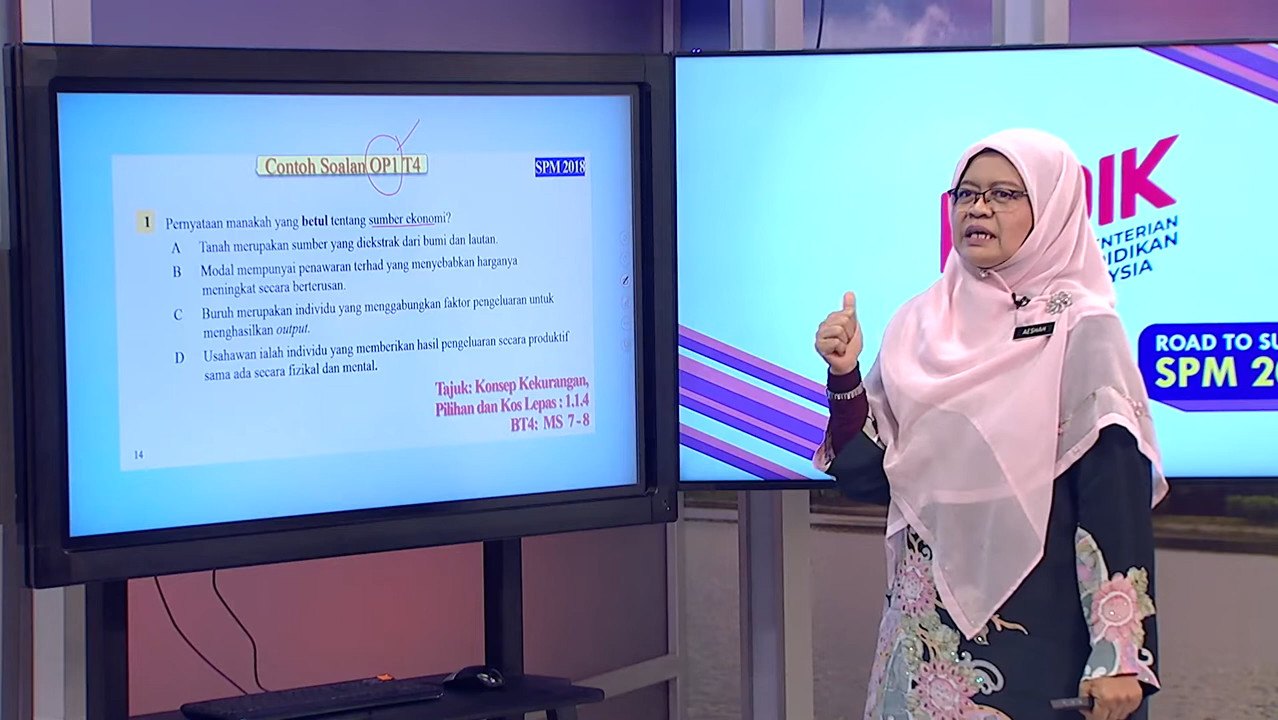 Contoh Soalan OP1 T4
SPM 2018
1 Pernyataan manakah yang betul tentang sumber ekonomi?
A Tanah merupakan sumber yang diekstrak dari bumi dan lautan.
B Modal mempunyai penawaran terhad yang menyebabkan harganya
meningkat secara berterusan.
C Buruh merupakan individu yang menggabungkan faktor pengeluaran untuk
menghasilkan output.
D Usahawan ialah individu yang memberikan hasil pengeluaran secara produktif
sama ada secara fizikal dan mental.
Tajuk: Konsep Kekurangan,
Pilihan dan Kos Lepas : 1.1.4
BT4: MS 7-8
14
DIK
ENTERIAN
DIDIKAN
YSIA
ROAD TO SU
SPM 20
AESHAH